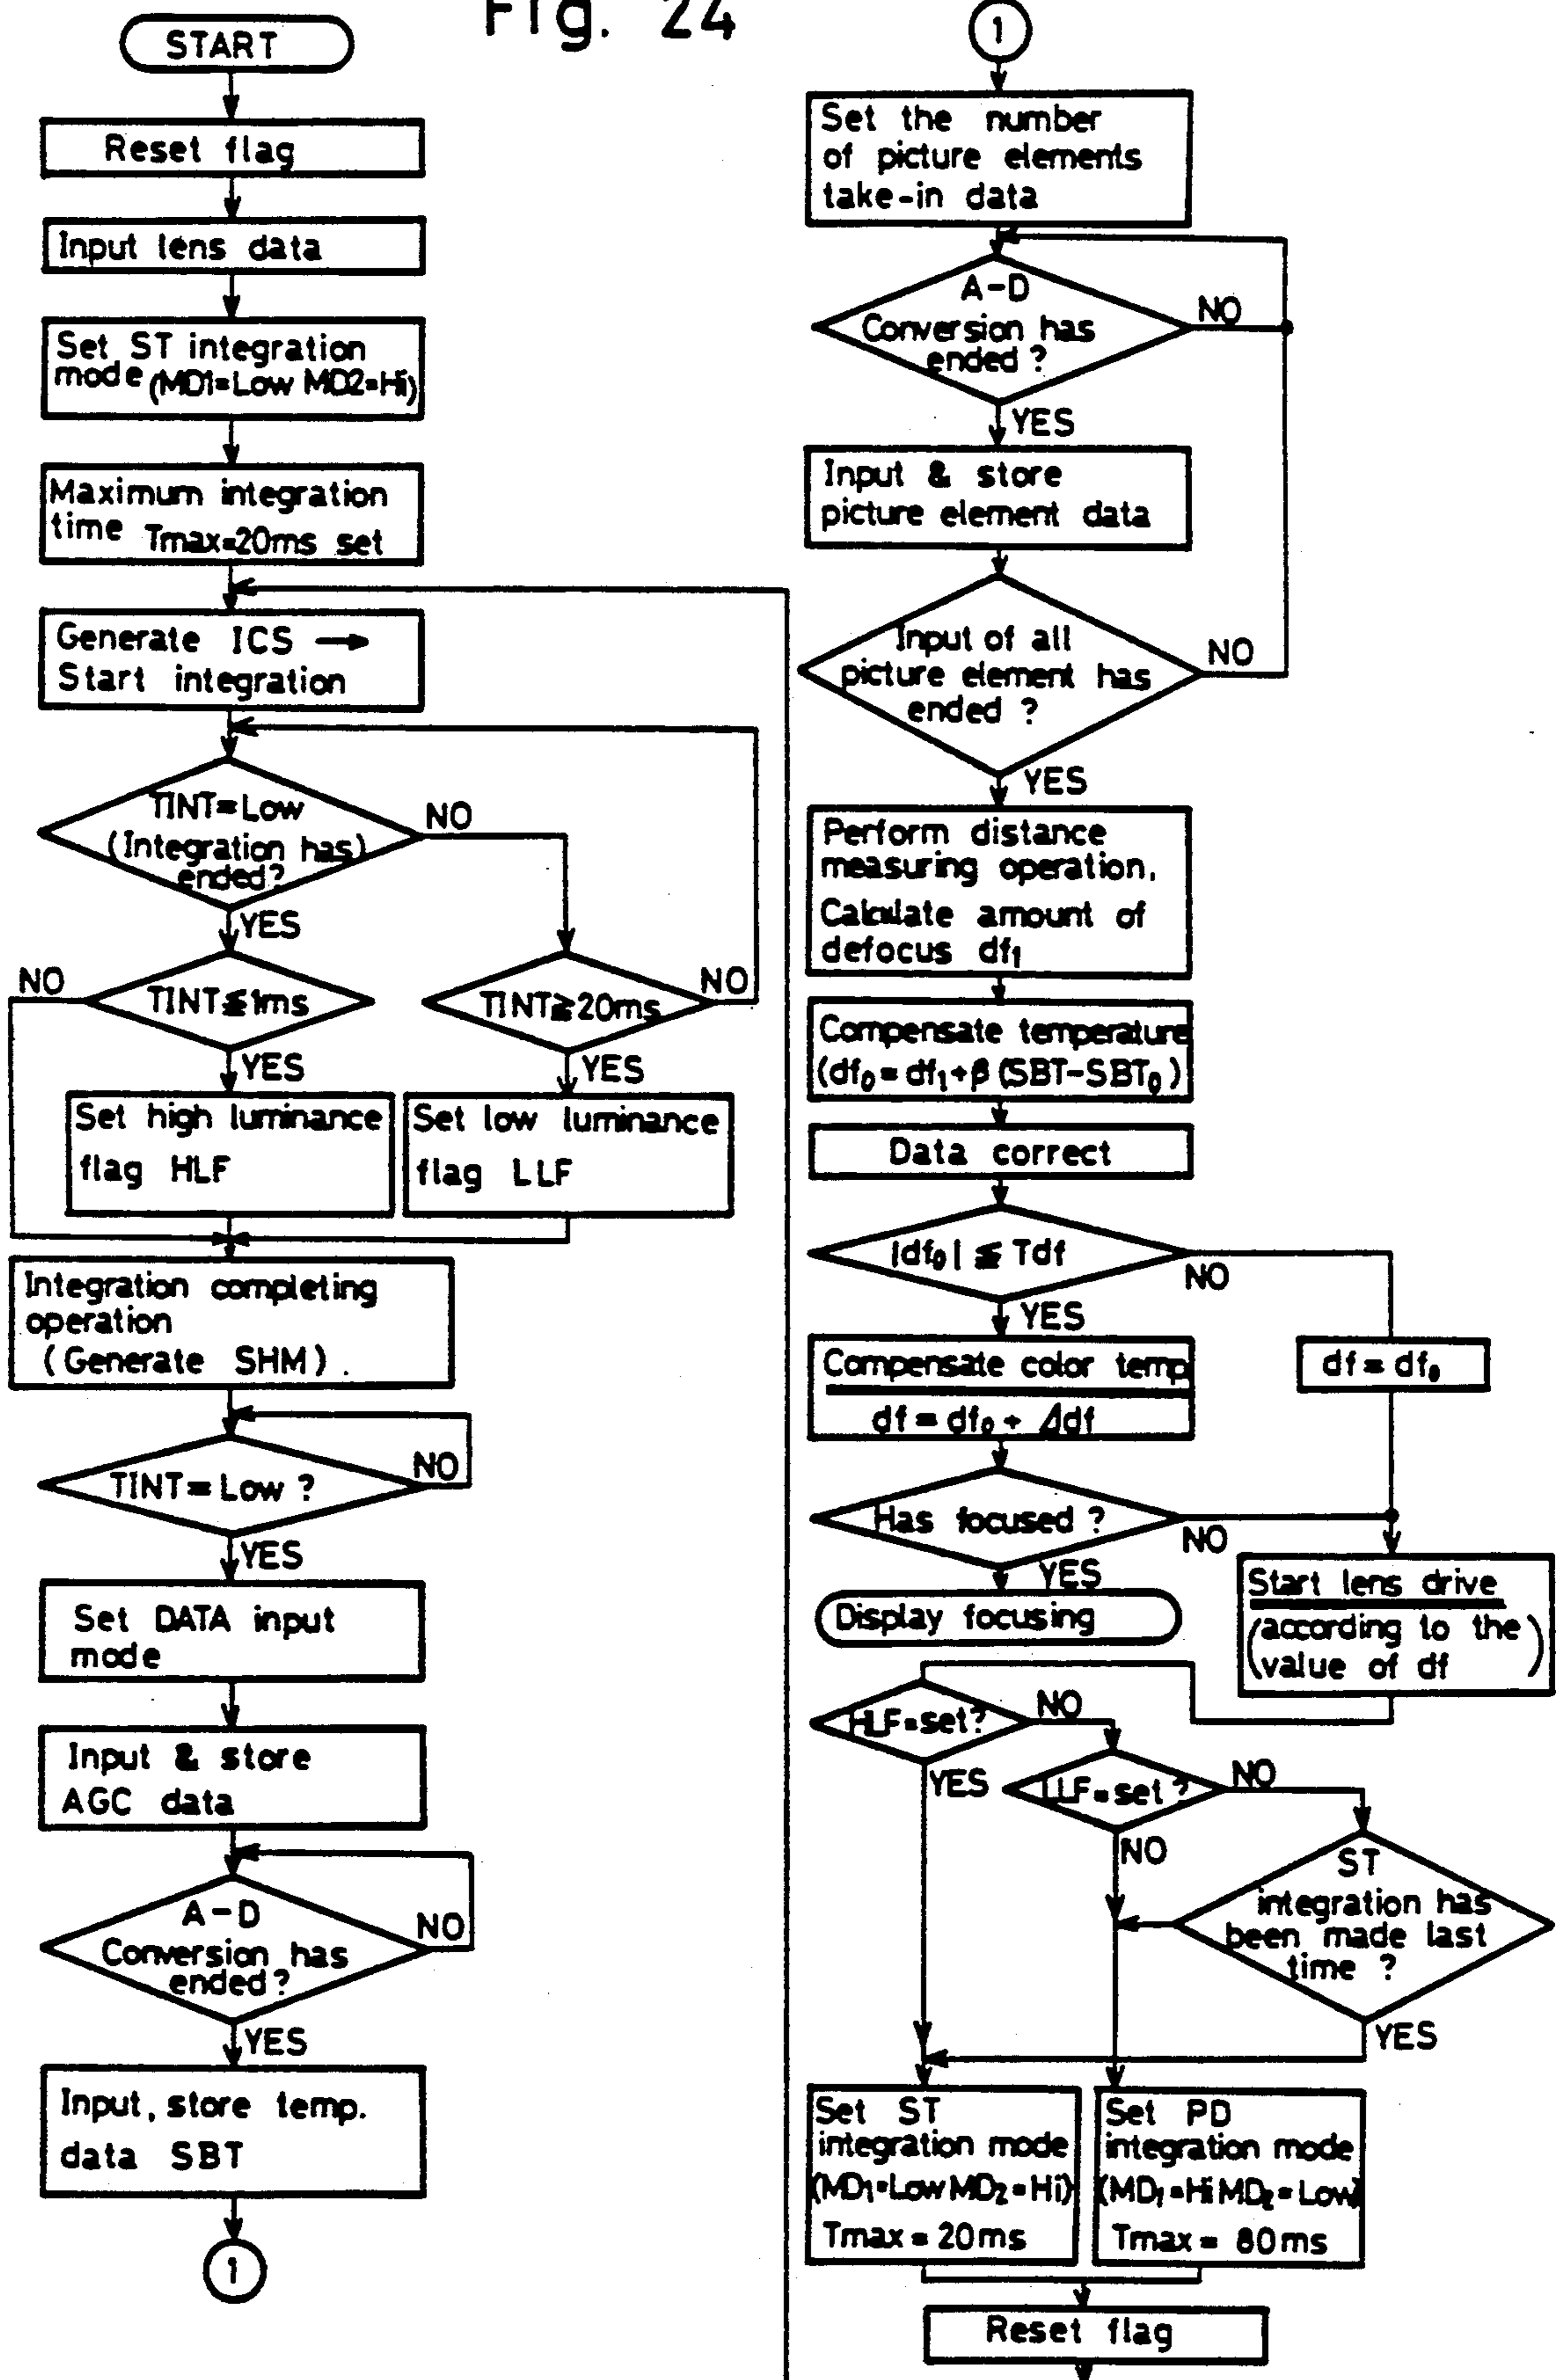 Fig. 24
START
Reset flag
Input lens data
Set ST integration
mode (MD1=Low MD2=Hi)
Maximum integration
time Tmax=20ms set
Generate ICS →
Start integration
TINT=Low
(Integration has)
ended?
NO
YES
TINT≦1ms
NO
YES
TINT≧20ms
NO
YES
Set high luminance
flag HLF
Set low luminance
flag LLF
Integration completing
operation
(Generate SHM).
TINT=Low ?
NO
YES
Set DATA input
mode
Input & store
AGC data
A-D
Conversion has
ended?
NO
YES
Input, store temp.
data SBT
1
1
Set the number
of picture elements
take-in data
A-D
Conversion has
ended ?
NO
YES
Input & store
picture element data
Input of all
picture element has
ended ?
NO
YES
Perform distance
measuring operation.
Calculate amount of
defocus df₁
Compensate temperature
(df₀=df₁+β(SBT-SBT₀)
Data correct
|df₀| ≦ Tdf
NO
YES
Compensate color temp
df=df₀+ Δdf
df=df₀
Has focused ?
NO
YES
Display focusing
Start lens drive
(according to the)
(value of df)
HLF=set?
NO
YES
LLF=set?
NO
NO
ST
integration has
been made last
time ?
YES
Set ST
integration mode
(MD₁=Low MD₂=Hi)
Tmax=20ms
Set PD
integration mode
(MD₁=Hi MD₂=Low)
Tmax= 80ms
Reset flag